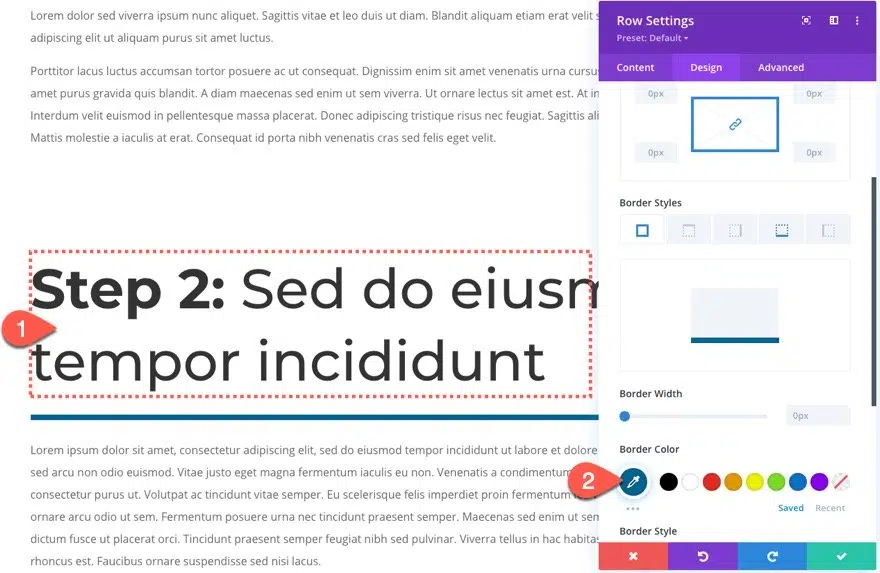 lorem dolor sed viverra ipsum nunc aliquet. Sagittis vitae et leo duis ut diam. Blandit aliquam etiam erat velit s
adipiscing elit ut aliquam purus sit amet luctus.
Porttitor lacus luctus accumsan tortor posuere ac ut consequat. Dignissim enim sit amet venenatis urna cursus
amet purus gravida quis blandit. A diam maecenas sed enim ut sem viverra. Ut ornare lectus sit amet est. At in
Interdum velit euismod in pellentesque massa placerat. Donec adipiscing tristique risus nec feugiat. Sagittis ali
Mattis molestie a iaculis at erat. Consequat id porta nibh venenatis cras sed felis eget velit.
Step 2: Sed do eiusm
tempor incididunt
1
Lorem ipsum dolor sit amet, consectetur adipiscing elit, sed do eiusmod tempor incididunt ut labore et dolore
sed arcu non odio euismod. Vitae justo eget magna fermentum iaculis eu non. Venenatis a condimentum
consectetur purus ut. Volutpat ac tincidunt vitae semper. Eu scelerisque felis imperdiet proin fermentum
ornare arcu odio ut sem. Fermentum posuere urna nec tincidunt praesent semper. Maecenas sed enim ut sem
dictum fusce ut placerat orci. Tincidunt praesent semper feugiat nibh sed pulvinar. Viverra tellus in hac habitas
rhoncus est. Faucibus ornare suspendisse sed nisi lacus.
Row Settings
Preset: Default
Content Design Advanced
0px 0px
0px 0px
Border Styles
Border Width
0px
Border Color
2
Saved Recent
Border Style